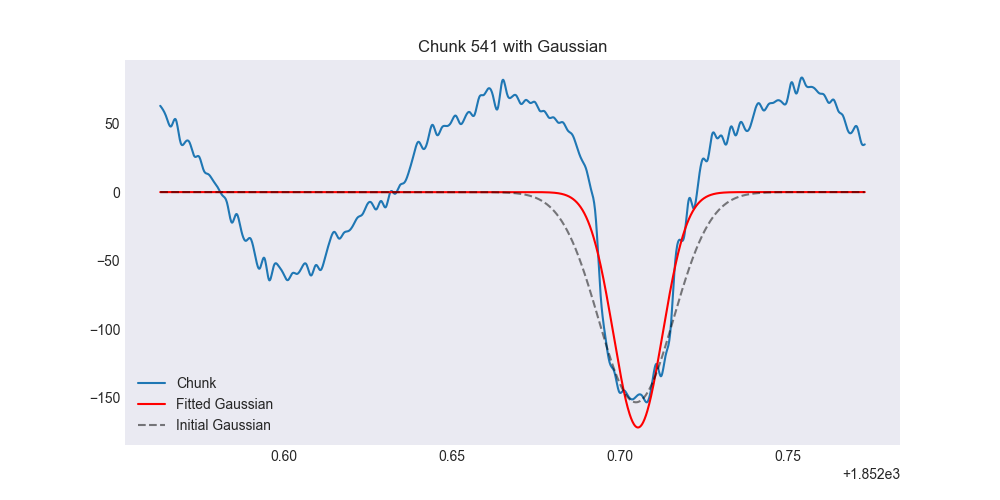 Chunk 541 with Gaussian
50
0
−50
−100
−150
Chunk
Fitted Gaussian
Initial Gaussian
0.60 0.65 0.70 0.75
+1.852e3